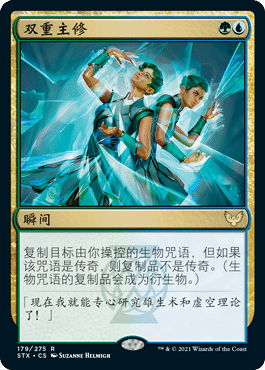 双重主修
瞬间
复制目标由你操控的生物咒语,但如果
该咒语是传奇,则复制品不是传奇。(生
物咒语的复制品会成为衍生物。)
「现在我就能专心研究雄生术和虚空理论
了!」
179/275 R
STX • CS SUZANNE HELMIGH
™ & © 2021 Wizards of the Coast